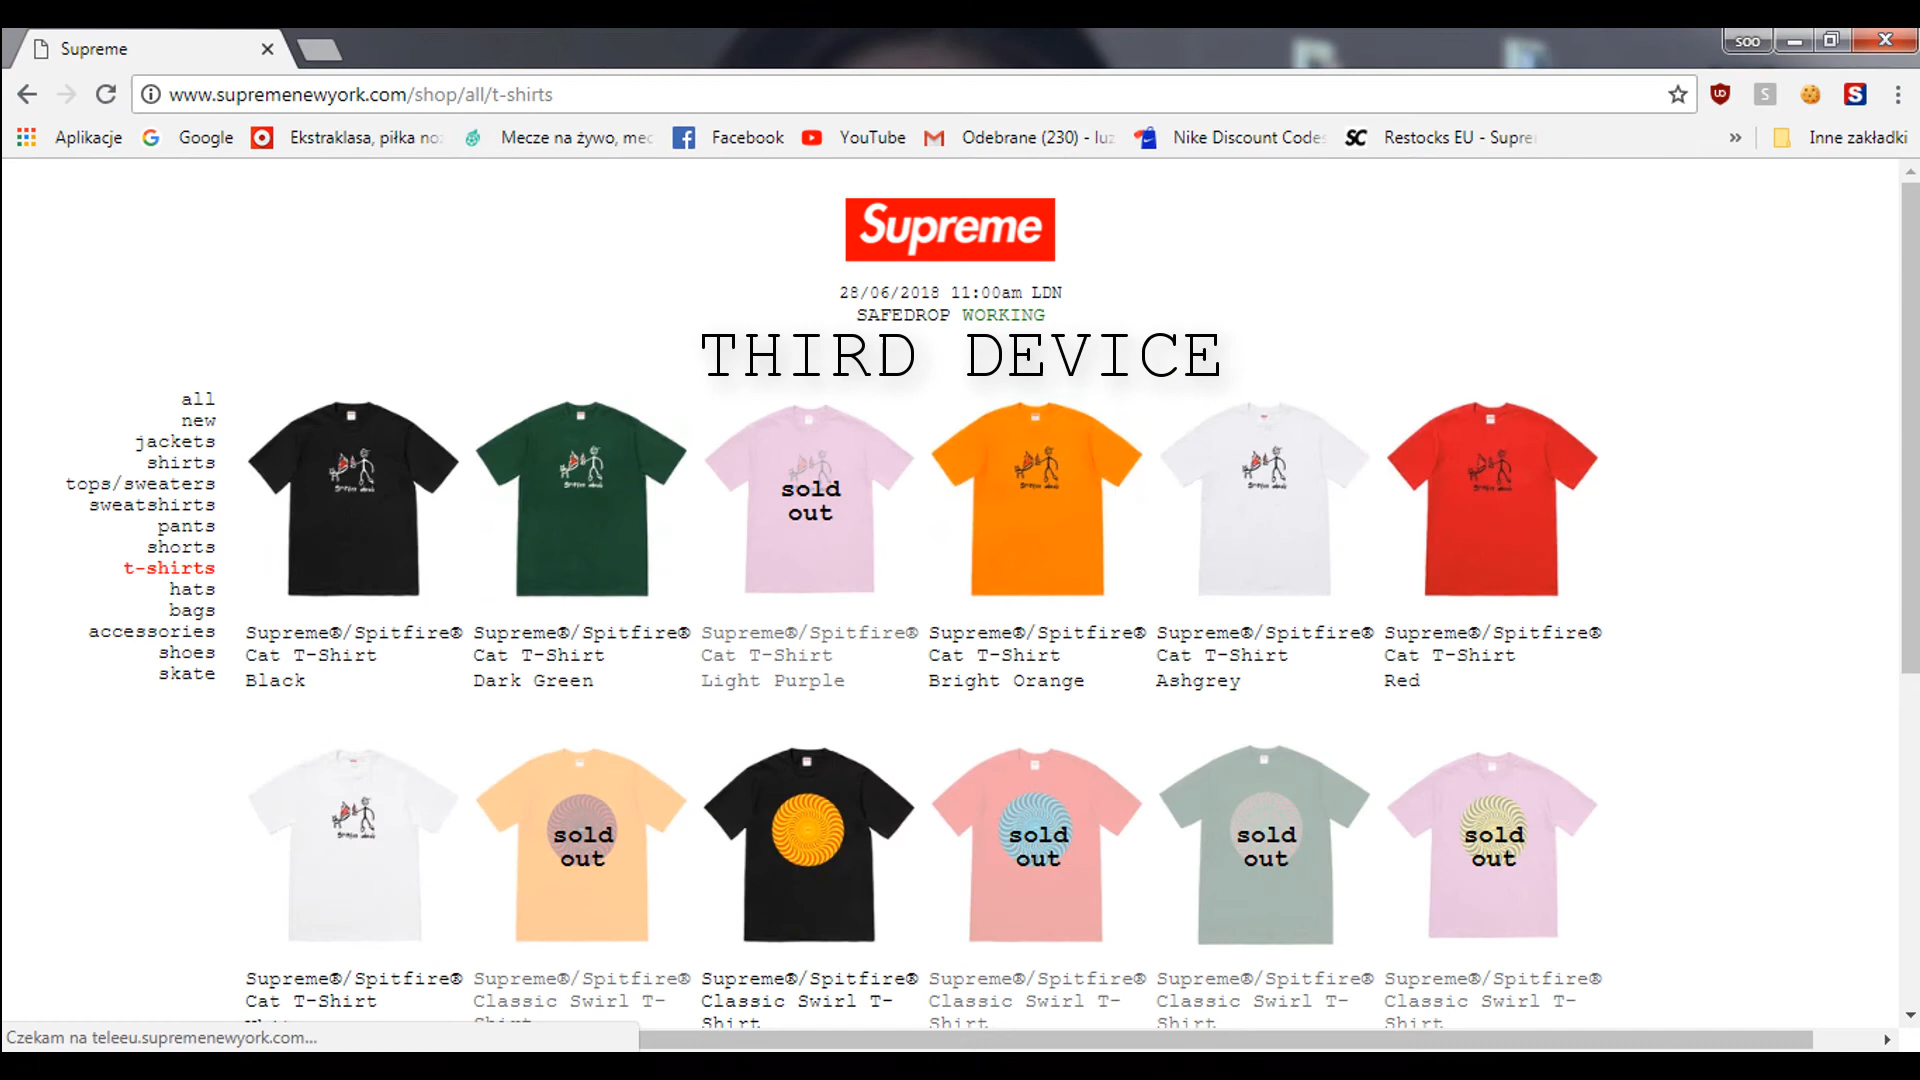 Supreme
soo
www.supremenewyork.com/shop/all/t-shirts
Aplikacje Google Ekstraklasa, piłka no Mecze na żywo, mec Facebook YouTube Odebrane (230) - luz Nike Discount Codes Restocks EU - Supre » Inne zakładki
Supreme
28/06/2018 11:00am LDN
SAFEDROP WORKING
THIRD DEVICE
all
new
jackets
shirts
tops/sweaters
sweatshirts
pants
shorts
t-shirts
hats
bags
accessories
shoes
skate
sold
out
Supreme®/Spitfire® Supreme®/Spitfire® Supreme®/Spitfire® Supreme®/Spitfire® Supreme®/Spitfire® Supreme®/Spitfire®
Cat T-Shirt Cat T-Shirt Cat T-Shirt Cat T-Shirt Cat T-Shirt Cat T-Shirt
Black Dark Green Light Purple Bright Orange Ashgrey Red
sold sold sold sold
out out out out
Supreme®/Spitfire® Supreme®/Spitfire® Supreme®/Spitfire® Supreme®/Spitfire® Supreme®/Spitfire® Supreme®/Spitfire®
Cat T-Shirt Classic Swirl T- Classic Swirl T- Classic Swirl T- Classic Swirl T- Classic Swirl T-
Shirt Shirt Shirt Shirt Shirt
Czekam na teleeu.supremenewyork.com...